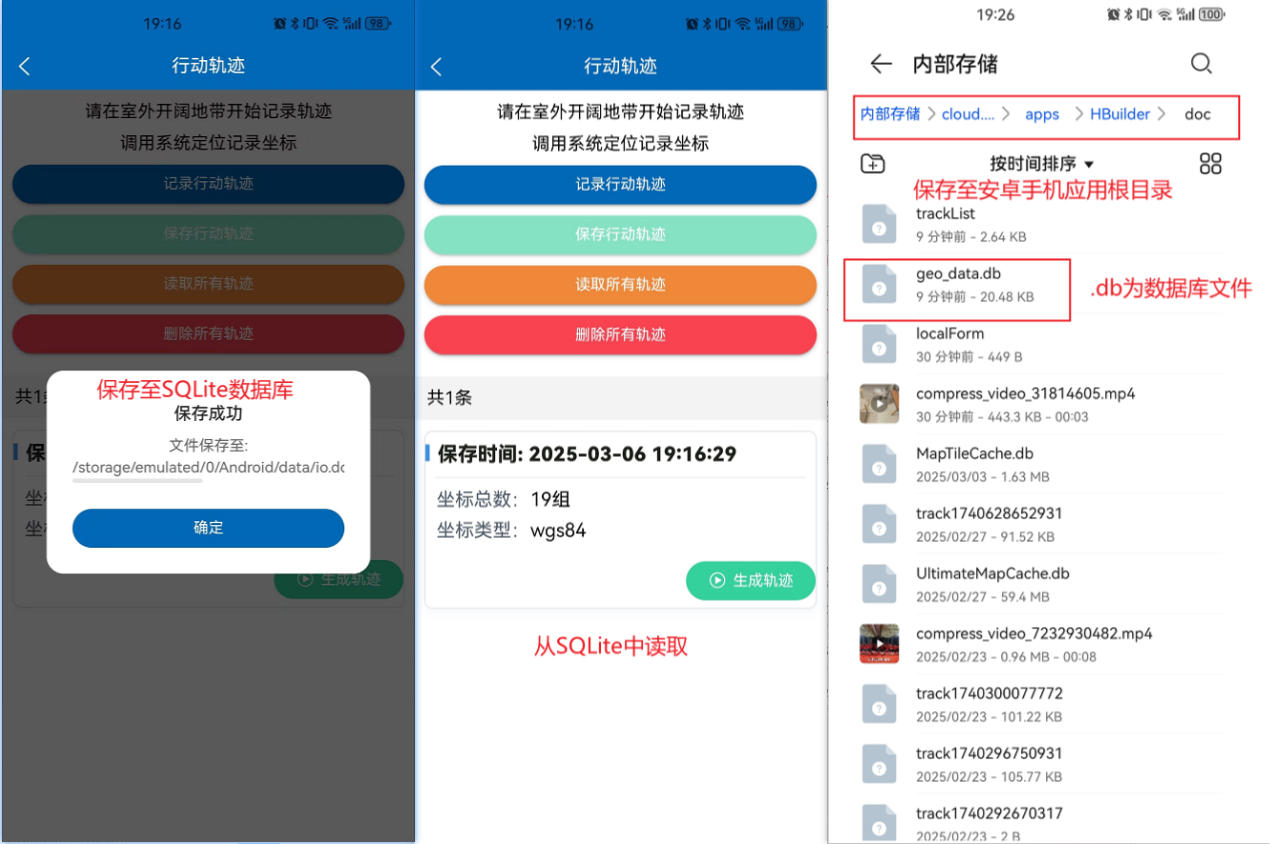 19:16
98
行动轨迹
请在室外开阔地带开始记录轨迹
调用系统定位记录坐标
记录行动轨迹
保存行动轨迹
读取所有轨迹
删除所有轨迹
共1
保存至SQLite数据库
保存成功
文件保存至:
/storage/emulated/0/Android/data/io.dc
确定
保
坐
坐
生成轨迹
19:16
98
行动轨迹
请在室外开阔地带开始记录轨迹
调用系统定位记录坐标
记录行动轨迹
保存行动轨迹
读取所有轨迹
删除所有轨迹
共1条
保存时间: 2025-03-06 19:16:29
坐标总数: 19组
坐标类型: wgs84
生成轨迹
从SQLite中读取
19:26
100
内部存储
内部存储 > cloud.... > apps > HBuilder > doc
按时间排序
保存至安卓手机应用根目录
trackList
9 分钟前 - 2.64 KB
geo_data.db
9 分钟前 - 20.48 KB
.db为数据库文件
localForm
30 分钟前 - 449 B
compress_video_31814605.mp4
30 分钟前 - 443.3 KB - 00:03
MapTileCache.db
2025/03/03 - 1.63 MB
track1740628652931
2025/02/27 - 91.52 KB
UltimateMapCache.db
2025/02/27 - 59.4 MB
compress_video_7232930482.mp4
2025/02/23 - 0.96 MB - 00:08
track1740300077772
2025/02/23 - 101.22 KB
track1740296750931
2025/02/23 - 105.77 KB
track1740292670317
2025/02/23 - 2 B